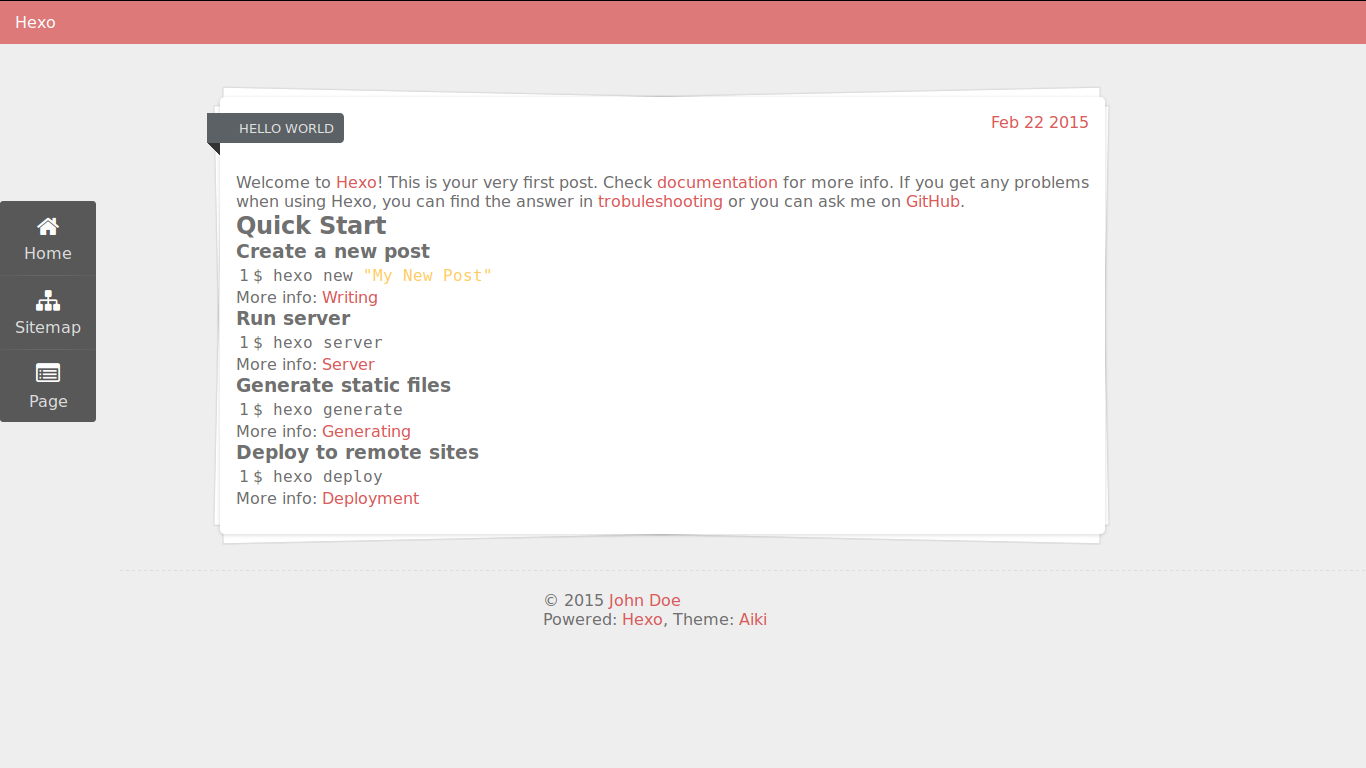 Hexo
HELLO WORLD
Feb 22 2015
Welcome to Hexo! This is your very first post. Check documentation for more info. If you get any problems
when using Hexo, you can find the answer in trobuleshooting or you can ask me on GitHub.
Quick Start
Create a new post
1 $ hexo new "My New Post"
More info: Writing
Run server
1 $ hexo server
More info: Server
Generate static files
1 $ hexo generate
More info: Generating
Deploy to remote sites
1 $ hexo deploy
More info: Deployment
Home
Sitemap
Page
© 2015 John Doe
Powered: Hexo, Theme: Aiki